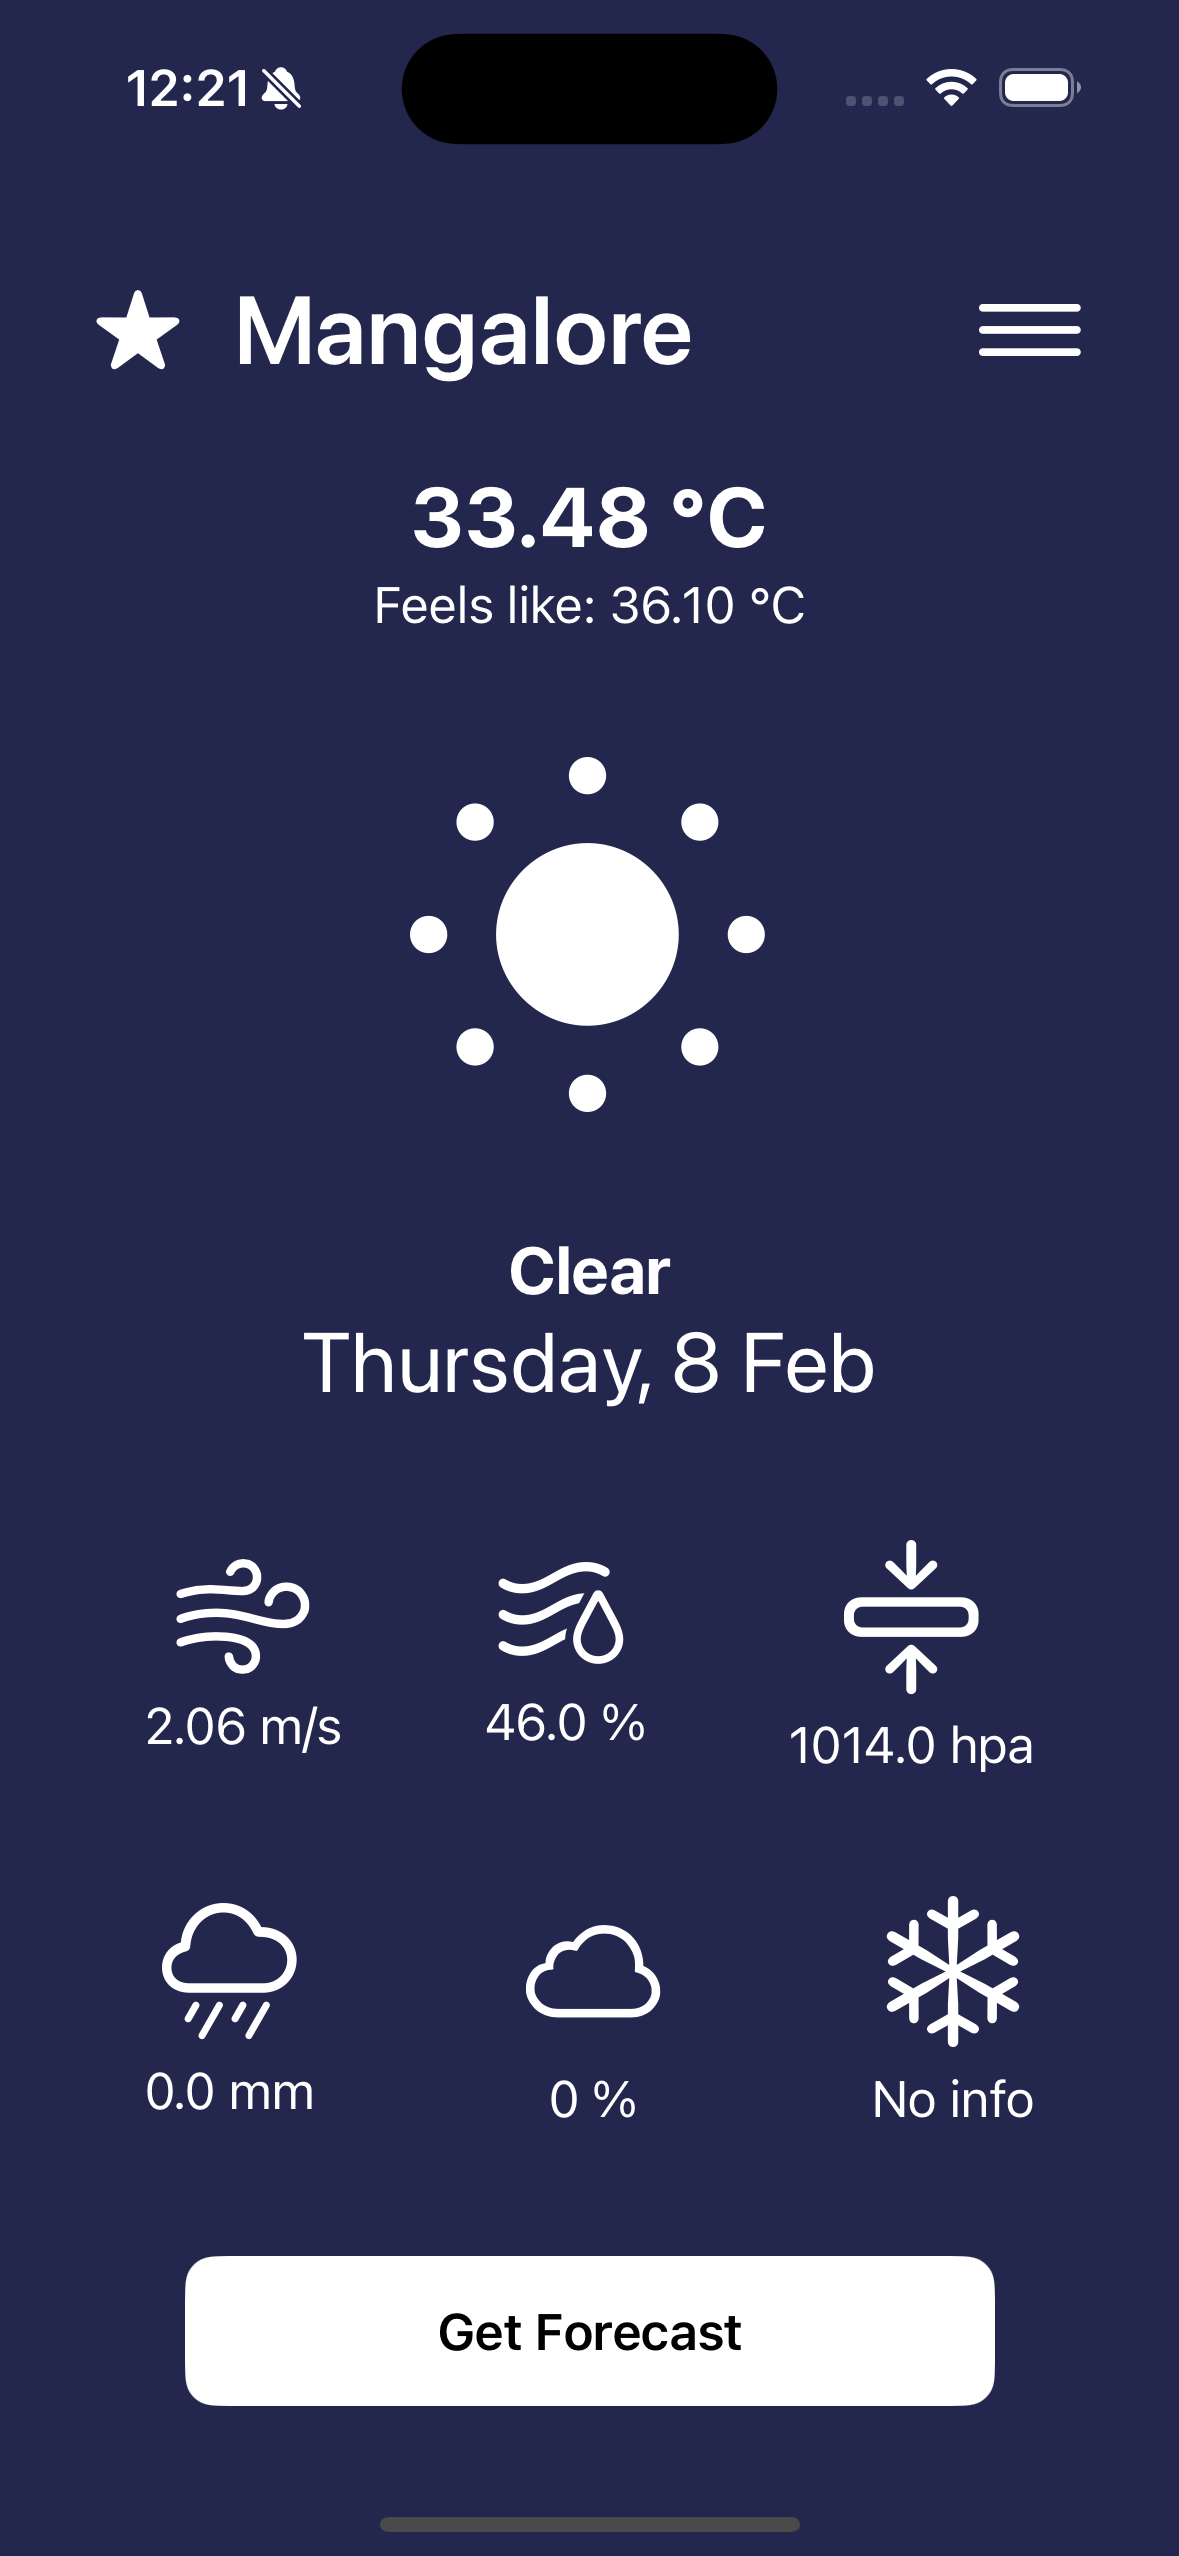 12:21
Mangalore
33.48 °C
Feels like: 36.10 °C
Clear
Thursday, 8 Feb
2.06 m/s
46.0 %
1014.0 hpa
0.0 mm
0 %
No info
Get Forecast